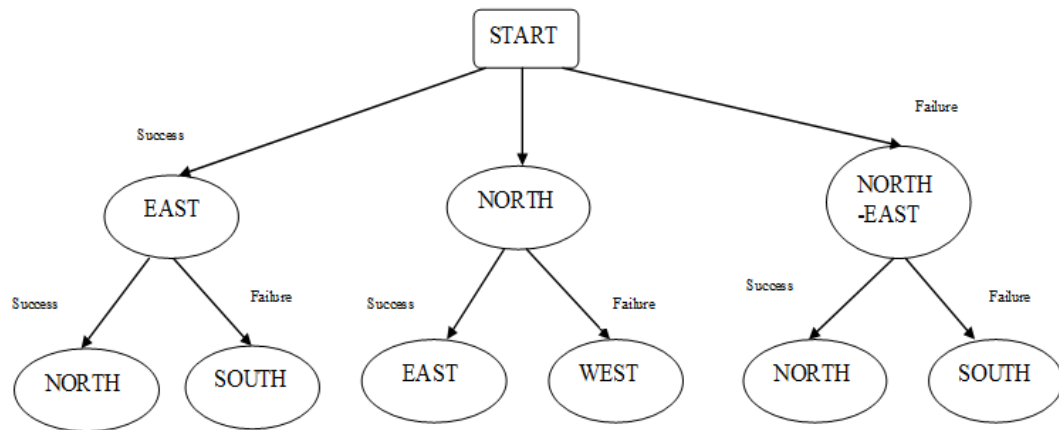 START
Success
Failure
EAST
NORTH
NORTH
-EAST
Success
Failure
Success
Failure
Success
Failure
NORTH
SOUTH
EAST
WEST
NORTH
SOUTH